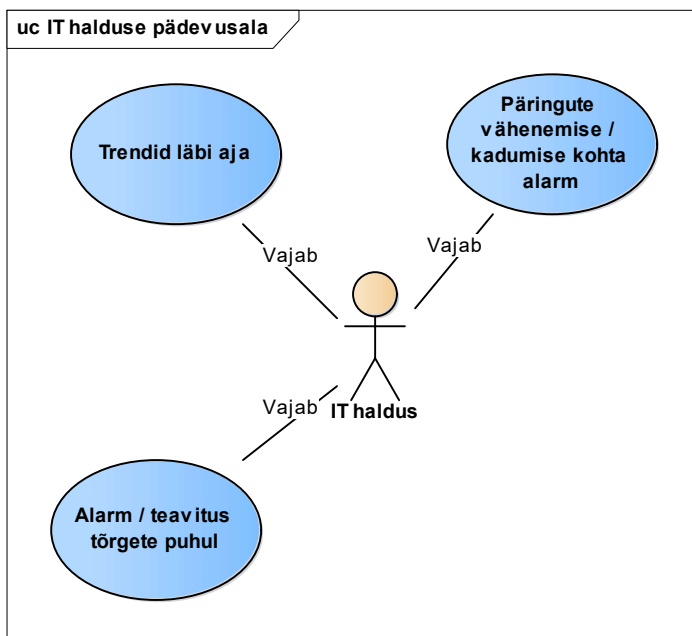 uc IT halduse pädevusala
Trendid läbi aja
Päringute
vähenemise /
kadumise kohta
alarm
Vajab
Vajab
Vajab
IT haldus
Alarm / teavitus
tõrgete puhul